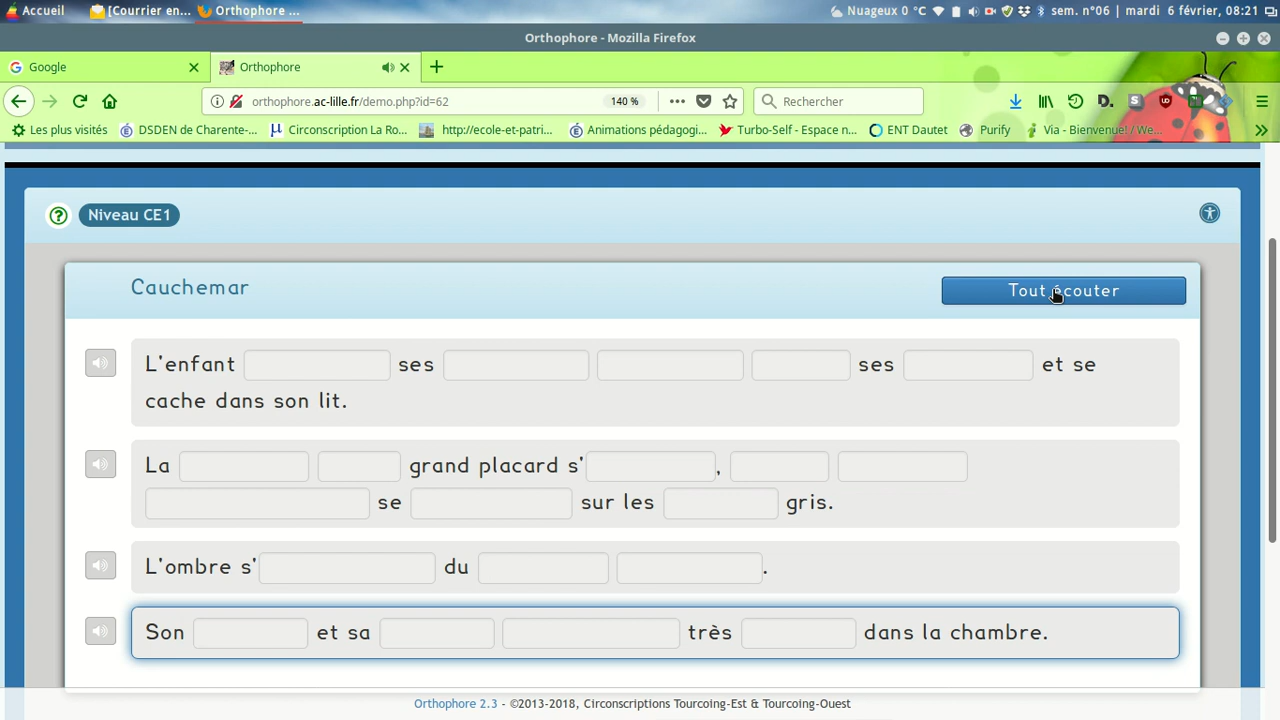 Accueil [Courrier en... Orthophore ... Nuageux 0 °C sem. n°06 | mardi 6 février, 08:21
Orthophore - Mozilla Firefox
Google Orthophore
orthophore.ac-lille.fr/demo.php?id=62 140 % Rechercher
Les plus visités DSDEN de Charente-... Circonscription La Ro... http://ecole-et-patri... Animations pédagogi... Turbo-Self - Espace n... ENT Dautet Purify Via - Bienvenue! / We...
Niveau CE1
Cauchemar Tout écouter
L'enfant ses ses et se
cache dans son lit.
La grand placard s' ,
se sur les gris.
L'ombre s' du .
Son et sa très dans la chambre.
Orthophore 2.3 - ©2013-2018, Circonscriptions Tourcoing-Est & Tourcoing-Ouest